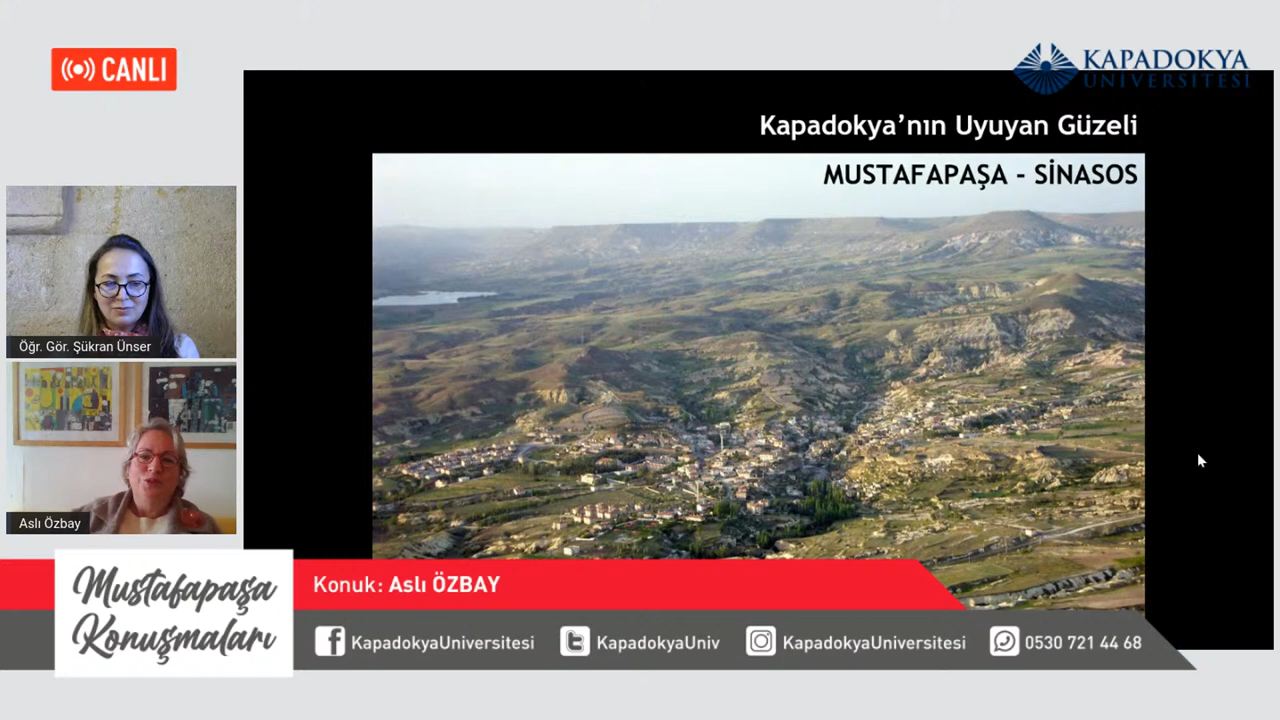 CANLI
KAPADOKYA
ÜNİVERSİTESİ
Kapadokya’nın Uyuyan Güzeli
MUSTAFAPAŞA - SİNASOS
Öğr. Gör. Şükran Ünser
Aslı Özbay
Mustafapaşa
Konuşmaları
Konuk: Aslı ÖZBAY
KapadokyaUniversitesi
KapadokyaUniv
KapadokyaUniversitesi
0530 721 44 68